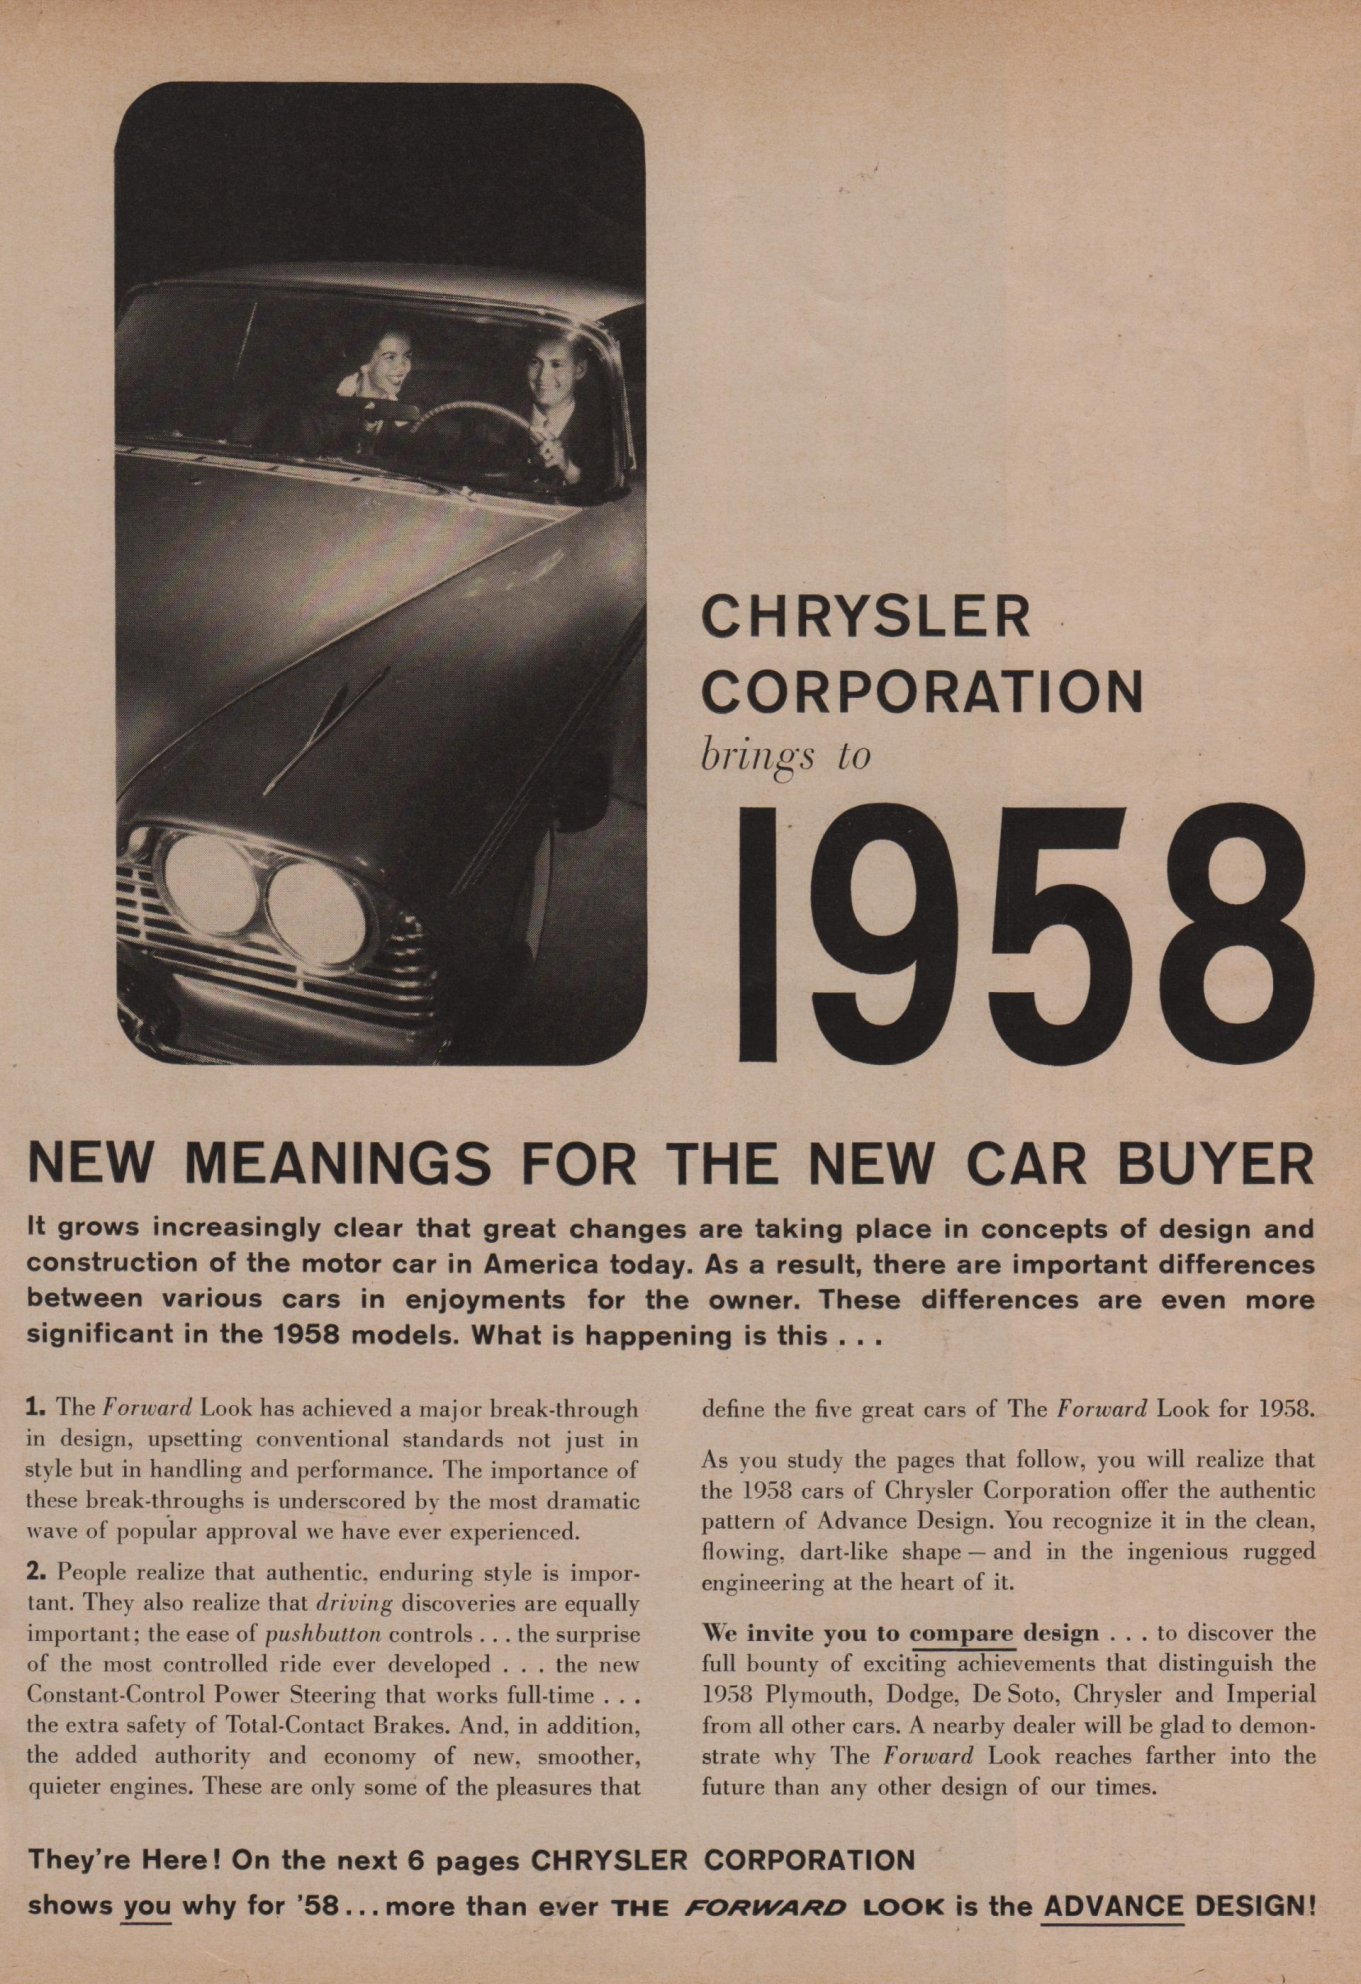 CHRYSLER
CORPORATION
brings to
1958
NEW MEANINGS FOR THE NEW CAR BUYER
It grows increasingly clear that great changes are taking place in concepts of design and
construction of the motor car in America today. As a result, there are important differences
between various cars in enjoyments for the owner. These differences are even more
significant in the 1958 models. What is happening is this . . .
1. The Forward Look has achieved a major break-through
in design, upsetting conventional standards not just in
style but in handling and performance. The importance of
these break-throughs is underscored by the most dramatic
wave of popular approval we have ever experienced.
2. People realize that authentic, enduring style is impor-
tant. They also realize that driving discoveries are equally
important; the ease of pushbutton controls . . . the surprise
of the most controlled ride ever developed . . . the new
Constant-Control Power Steering that works full-time . . .
the extra safety of Total-Contact Brakes. And, in addition,
the added authority and economy of new, smoother,
quieter engines. These are only some of the pleasures that
define the five great cars of The Forward Look for 1958.
As you study the pages that follow, you will realize that
the 1958 cars of Chrysler Corporation offer the authentic
pattern of Advance Design. You recognize it in the clean,
flowing, dart-like shape — and in the ingenious rugged
engineering at the heart of it.
We invite you to compare design . . . to discover the
full bounty of exciting achievements that distinguish the
1958 Plymouth, Dodge, De Soto, Chrysler and Imperial
from all other cars. A nearby dealer will be glad to demon-
strate why The Forward Look reaches farther into the
future than any other design of our times.
They're Here! On the next 6 pages CHRYSLER CORPORATION
shows you why for '58 . . . more than ever THE FORWARD LOOK is the ADVANCE DESIGN!